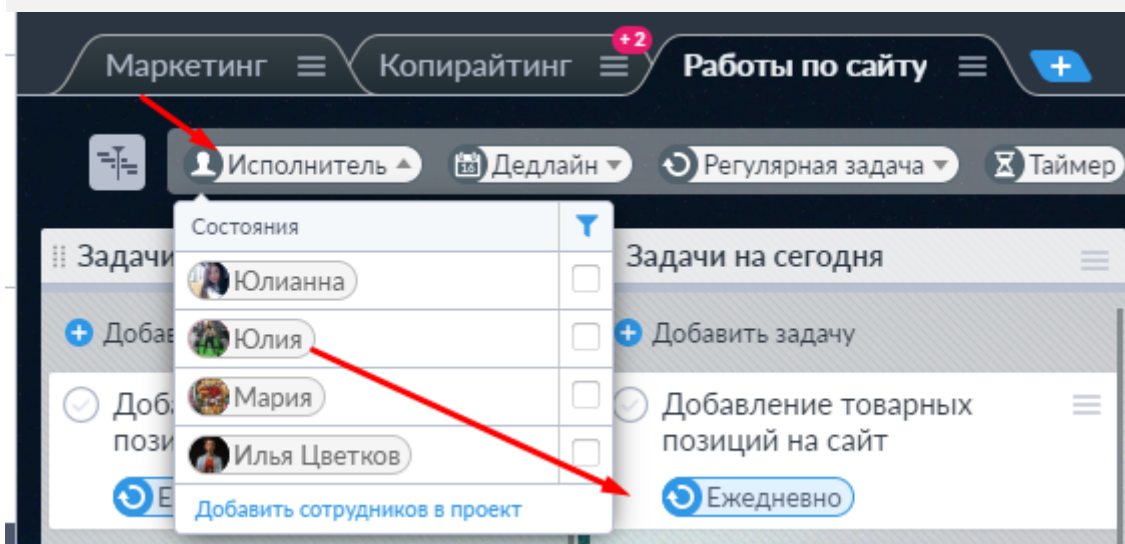 Маркетинг
Копирайтинг
+2
Работы по сайту
Исполнитель
Дедлайн
Регулярная задача
Таймер
Состояния
Юлианна
Юлия
Мария
Илья Цветков
Добавить сотрудников в проект
Задачи
Задачи на сегодня
Добавить задачу
Добавление товарных
позиций на сайт
Ежедневно